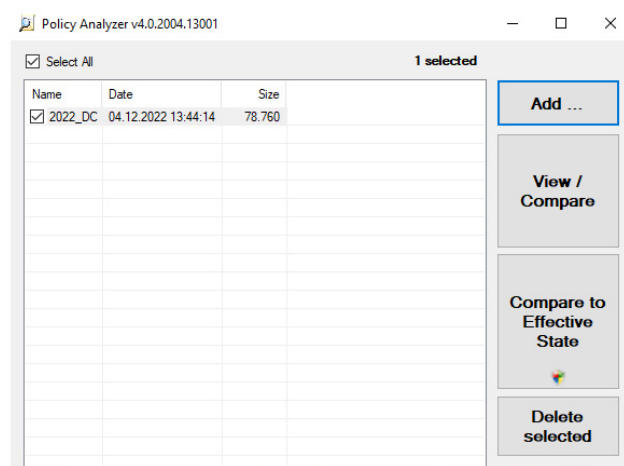 Policy Analyzer v4.0.2004.13001
Select All
1 selected
Name Date Size
2022_DC 04.12.2022 13:44:14 78.760
Add ...
View /
Compare
Compare to
Effective
State
Delete
selected